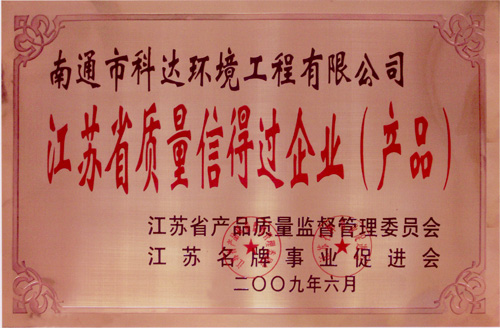 南通市科达环境工程有限公司
江苏省质量信得过企业(产品)
江苏省产品质量监督管理委员会
江苏名牌事业促进会
二〇〇九年六月